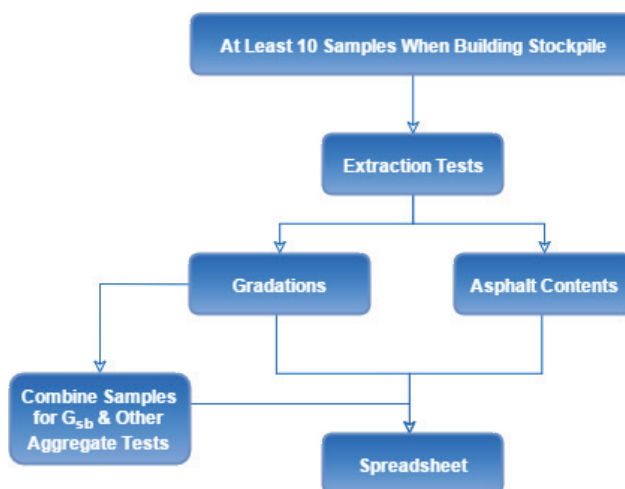 At Least 10 Samples When Building Stockpile
Extraction Tests
Gradations
Asphalt Contents
Combine Samples
for Gsb & Other
Aggregate Tests
Spreadsheet